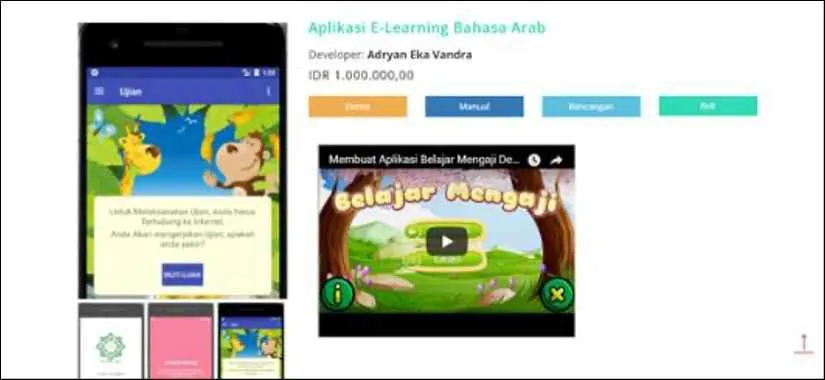 Aplikasi E-Learning Bahasa Arab
Developer: Adryan Eka Vandra
IDR 1.000.000,00
Demo
Manual
Rancangan
Beli
Ujian
Untuk Melaksanakan Ujian, Anda harus
Terhubung ke Internet.
Anda Akan mengerjakan Ujian, apakah
anda yakin?
Membuat Aplikasi Belajar Mengaji De...
Belajar Mengaji
Ujian